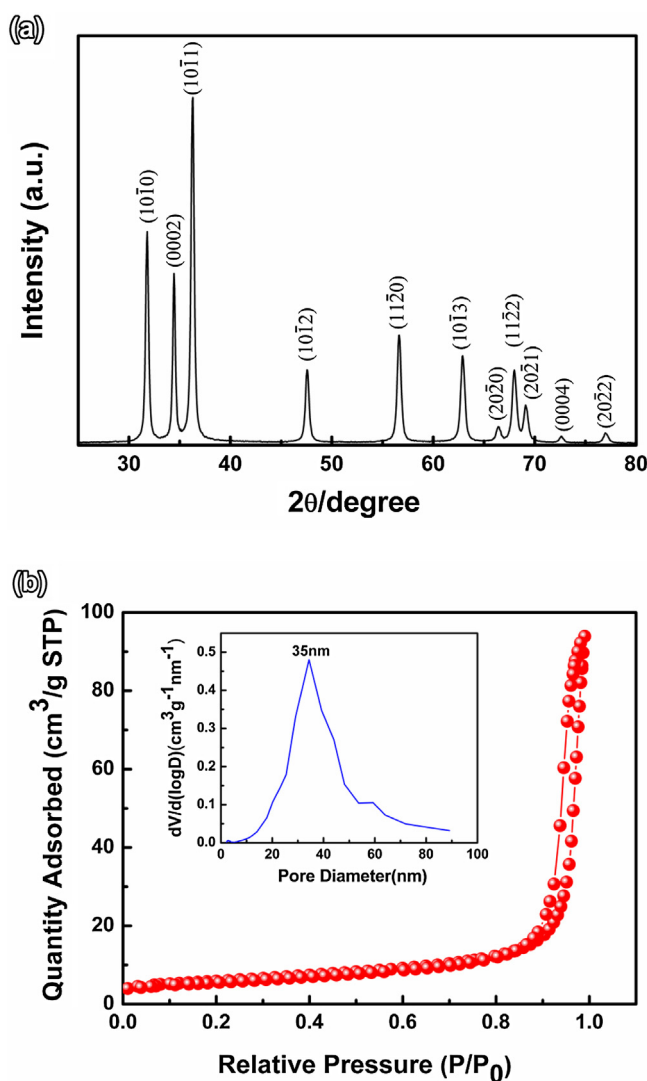 (a)
Intensity (a.u.)
(101̄0)
(0002)
(101̄1)
(101̄2)
(112̄0)
(101̄3)
(202̄0)
(112̄2)
(202̄1)
(0004)
(202̄2)
30 40 50 60 70 80
2θ/degree
(b)
Quantity Adsorbed (cm³/g STP)
100
80
60
40
20
0
dV/d(logD)(cm³g⁻¹nm⁻¹)
35nm
0.5
0.4
0.3
0.2
0.1
0.0
0 20 40 60 80 100
Pore Diameter(nm)
0.0 0.2 0.4 0.6 0.8 1.0
Relative Pressure (P/P₀)